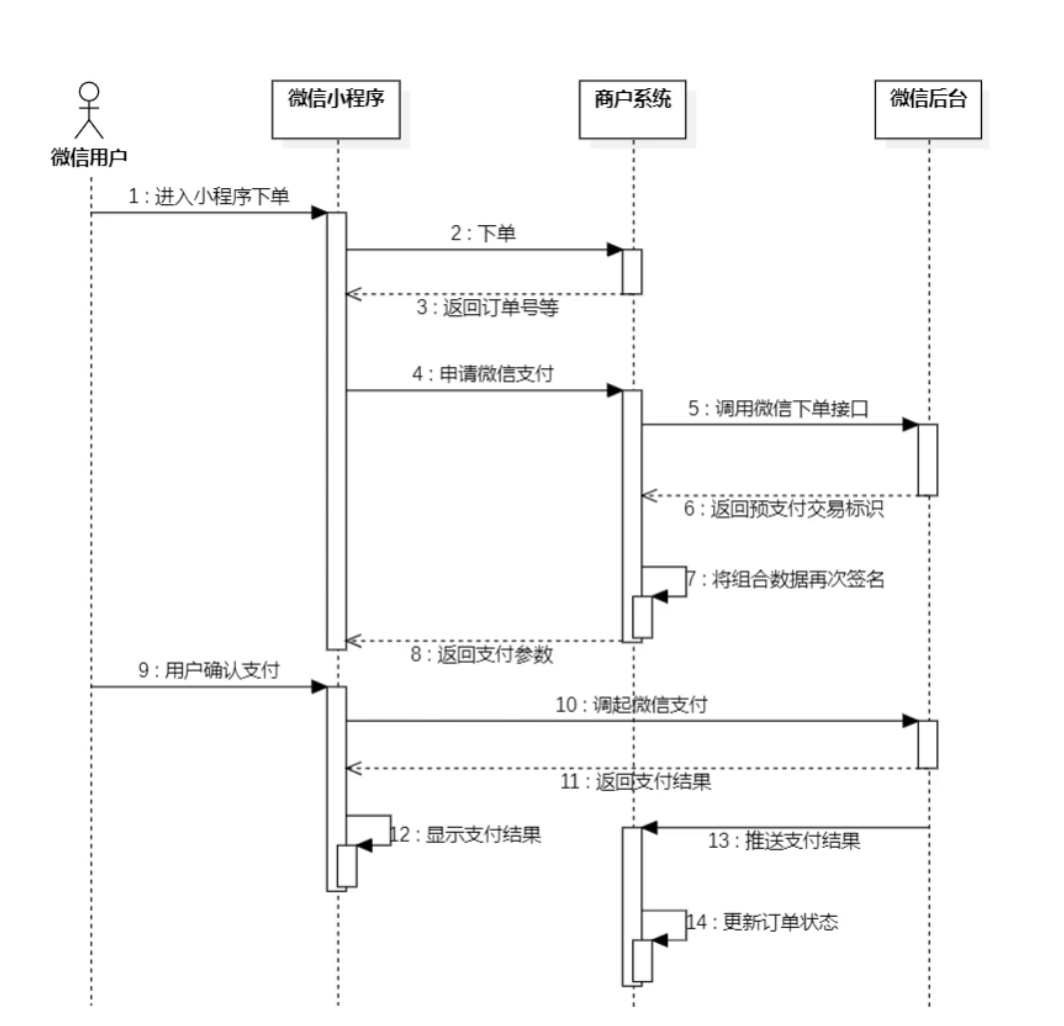 微信小程序
商户系统
微信后台
微信用户
1 : 进入小程序下单
2 : 下单
3 : 返回订单号等
4 : 申请微信支付
5 : 调用微信下单接口
6 : 返回预支付交易标识
7 : 将组合数据再次签名
8 : 返回支付参数
9 : 用户确认支付
10 : 调起微信支付
11 : 返回支付结果
12 : 显示支付结果
13 : 推送支付结果
14 : 更新订单状态